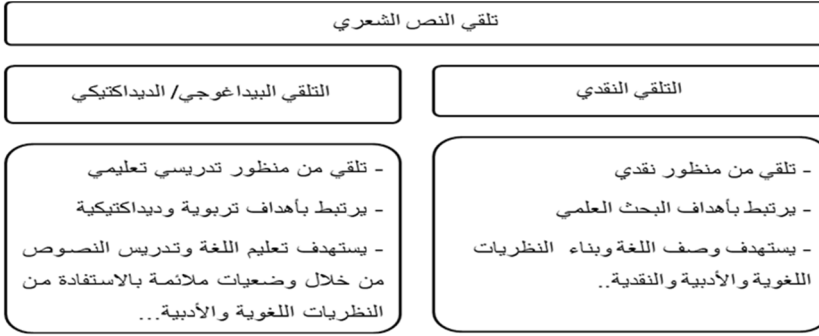 تلقي النص الشعري
التلقي النقدي
التلقي البيداغوجي/ الديداكتيكي
- تلقي من منظور نقدي
- يرتبط بأهداف البحث العلمي
- يستهدف وصف اللغة وبناء النظريات
اللغوية والأدبية والنقدية..
- تلقي من منظور تدريسي تعليمي
- يرتبط بأهداف تربوية وديداكتيكية
- يستهدف تعليم اللغة وتدريس النصوص
من خلال وضعيات ملائمة بالاستفادة من
النظريات اللغوية والأدبية...